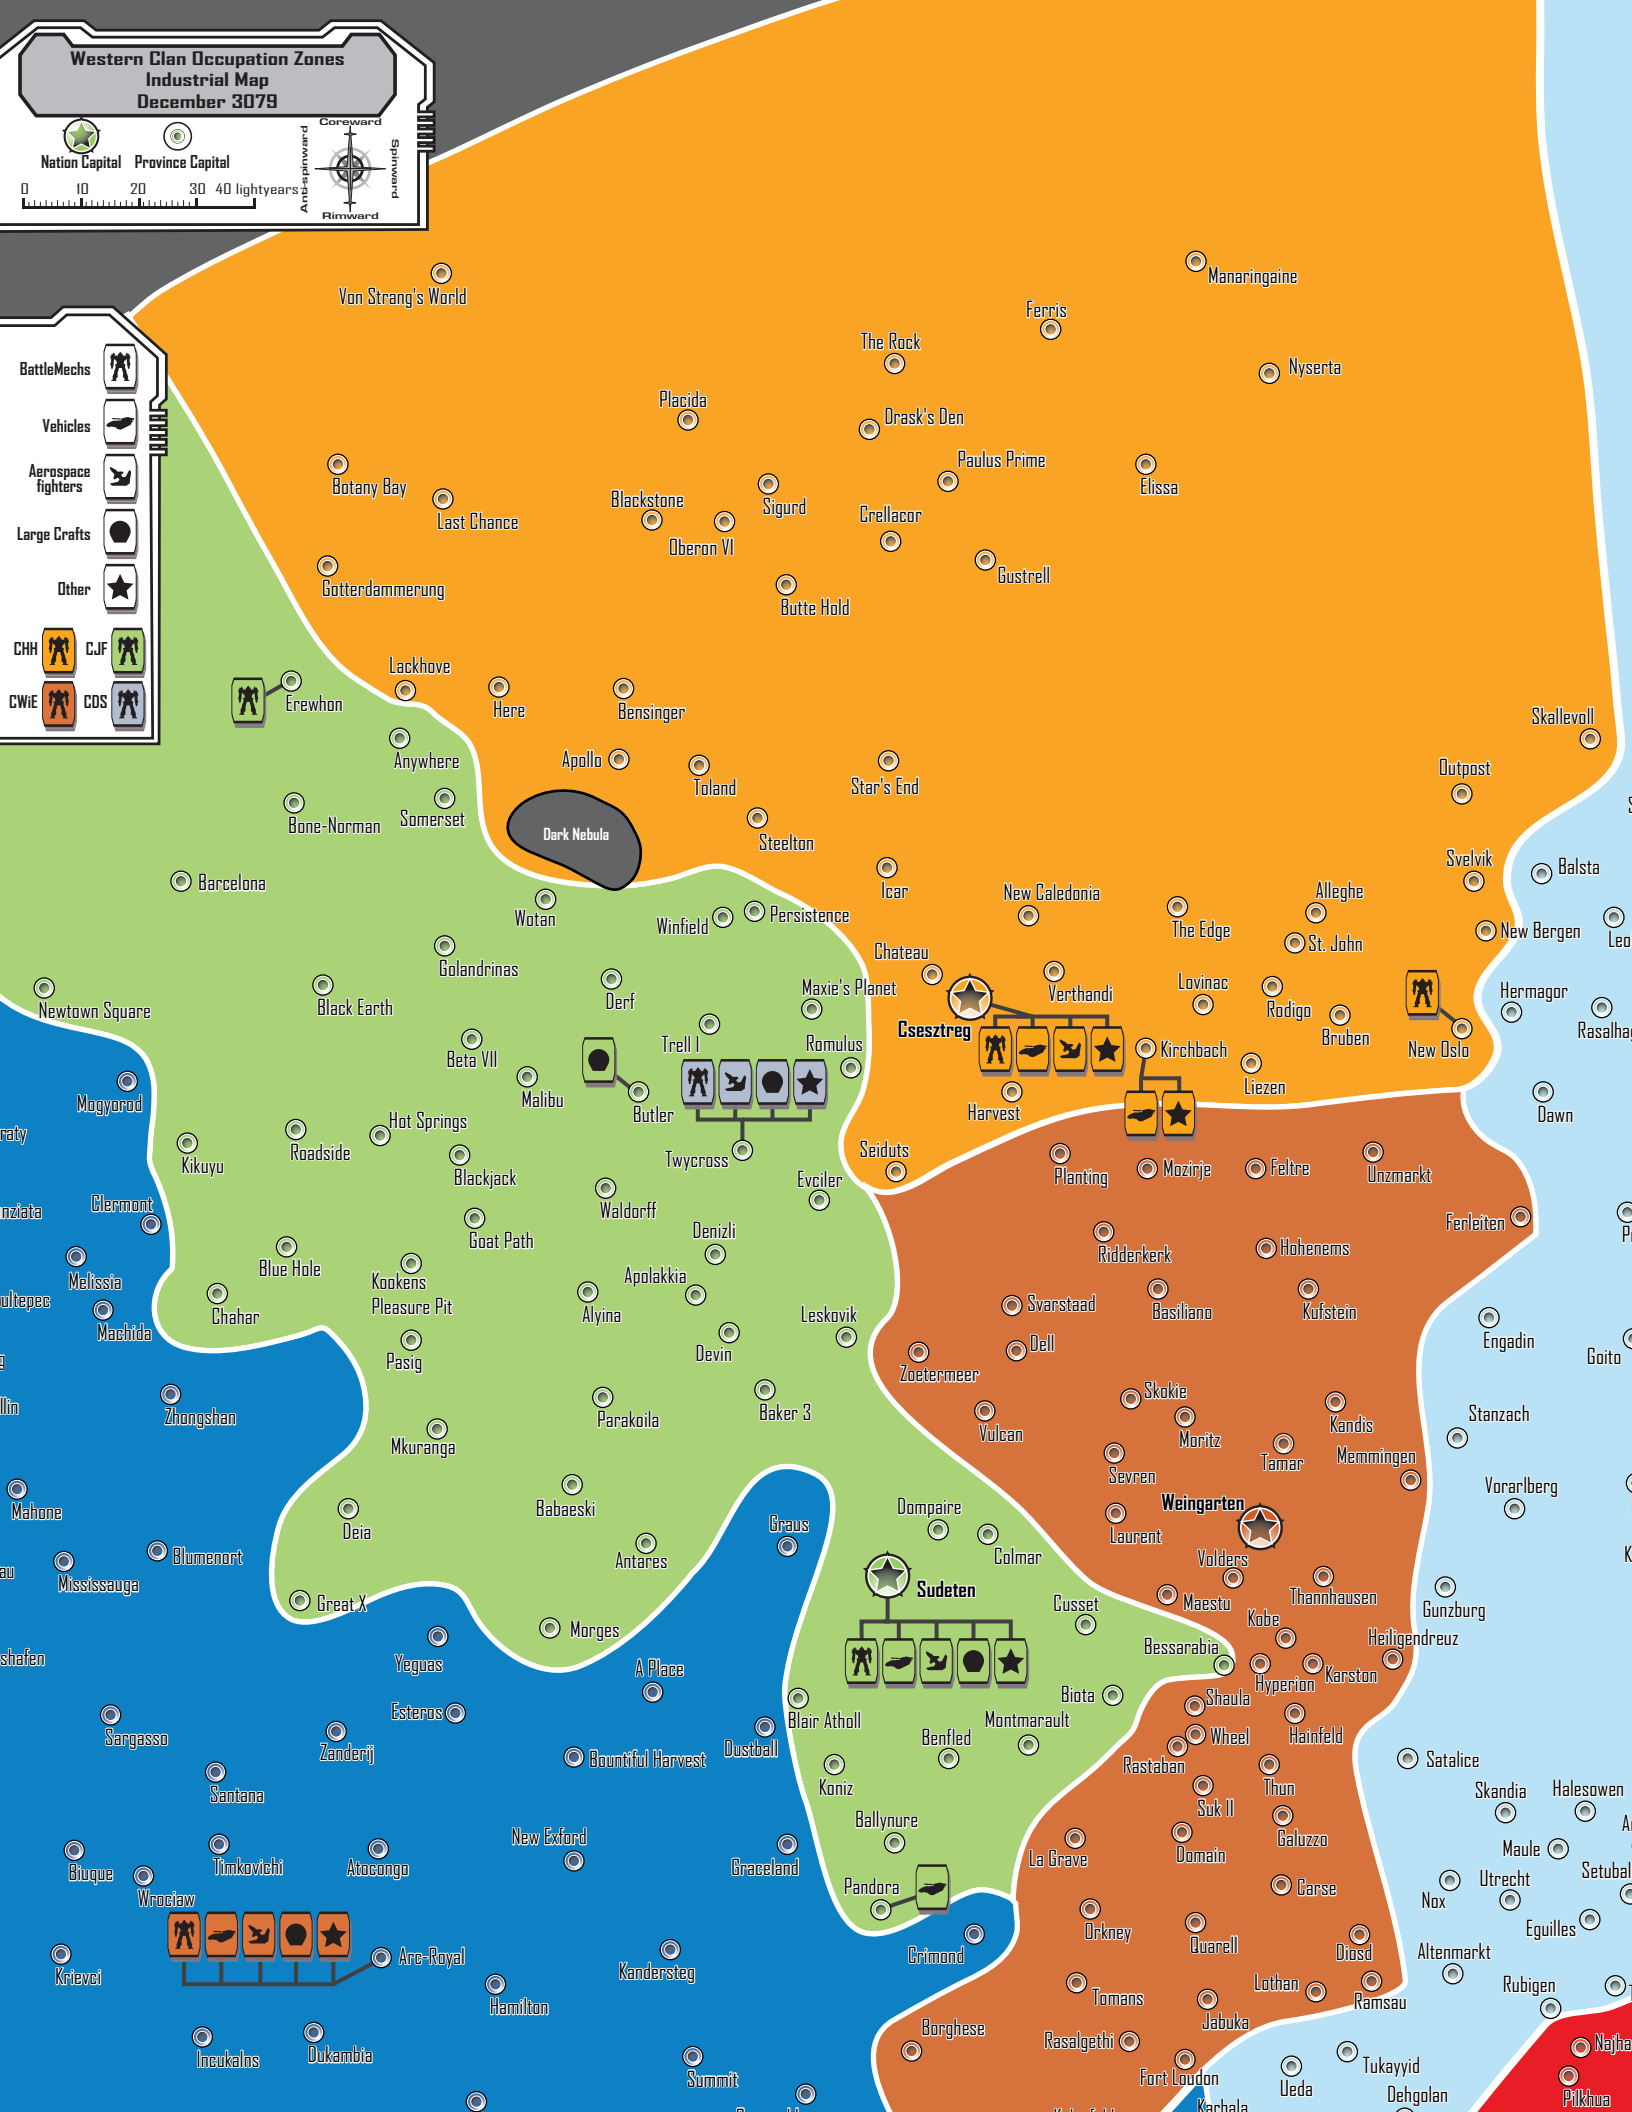 Western Clan Occupation Zones
Industrial Map
December 3079
Nation Capital
Province Capital
Coreward
Anti-spinward
Spinward
Rimward
0 10 20 30 40 lightyears
BattleMechs
Vehicles
Aerospace
fighters
Large Crafts
Other
CHH
CJF
CWiE
CDS
Von Strang's World
Manaringaine
Ferris
The Rock
Nyserta
Placida
Drask's Den
Paulus Prime
Botany Bay
Last Chance
Blackstone
Sigurd
Elissa
Crellacor
Oberon VI
Gotterdammerung
Gustrell
Butte Hold
Lackhove
Erewhon
Here
Bensinger
Skallevoll
Anywhere
Apollo
Toland
Star's End
Outpost
Bone-Norman
Somerset
Dark Nebula
Steelton
Svelvik
Balsta
Barcelona
Icar
New Caledonia
Alleghe
Wotan
Winfield
Persistence
The Edge
St. John
New Bergen
Leo
Chateau
Golandrinas
Derf
Maxie's Planet
Verthandi
Lovinac
Rodigo
Hermagor
Newtown Square
Black Earth
Csesztreg
Bruben
Rasalhag
Trell I
Romulus
Kirchbach
New Oslo
Beta VII
Malibu
Butler
Liezen
Mogyorod
Harvest
Dawn
raty
Hot Springs
Kikuyu
Roadside
Blackjack
Twycross
Seiduts
Planting
Mozirje
Feltre
Unzmarkt
Evciler
Clermont
nziata
Waldorff
Goat Path
Denizli
Ferleiten
Ridderkerk
Hohenems
Melissia
Blue Hole
Kookens
Pleasure Pit
Apolakkia
ultepec
Machida
Chahar
Alyina
Leskovik
Svarstaad
Basiliano
Kufstein
Dell
Engadin
Goito
Pasig
Devin
Zoetermeer
Zhongshan
llin
Parakoila
Baker 3
Skokie
Stanzach
Mkuranga
Vulcan
Moritz
Kandis
Tamar
Memmingen
Sevren
Mahone
Babaeski
Dompaire
Weingarten
Vorarlberg
Deia
Graus
Laurent
Blumenort
Antares
Colmar
Volders
Mississauga
au
Sudeten
Thannhausen
Great X
Cusset
Maestu
Kobe
Gunzburg
Morges
Bessarabia
Heiligendreuz
shafen
Yeguas
A Place
Hyperion
Karston
Biota
Shaula
Sargasso
Esteros
Blair Atholl
Montmarault
Wheel
Hainfeld
Zanderij
Bountiful Harvest
Dustball
Benfled
Rastaban
Satalice
Santana
Koniz
Thun
Suk II
Skandia
Halesowen
Ballynure
Galuzzo
New Exford
Biuque
Timkovichi
Atocongo
Graceland
La Grave
Domain
Maule
Setubal
Wrociaw
Pandora
Carse
Nox
Utrecht
Orkney
Quarell
Eguilles
Krievci
Arc-Royal
Kandersteg
Crimond
Diosd
Altenmarkt
Hamilton
Tomans
Lothan
Ramsau
Rubigen
Jabuka
Incukalns
Dukambia
Borghese
Rasalgethi
Najha
Summit
Fort Loudon
Ueda
Tukayyid
Dehgolan
Pilkhua
Karbala